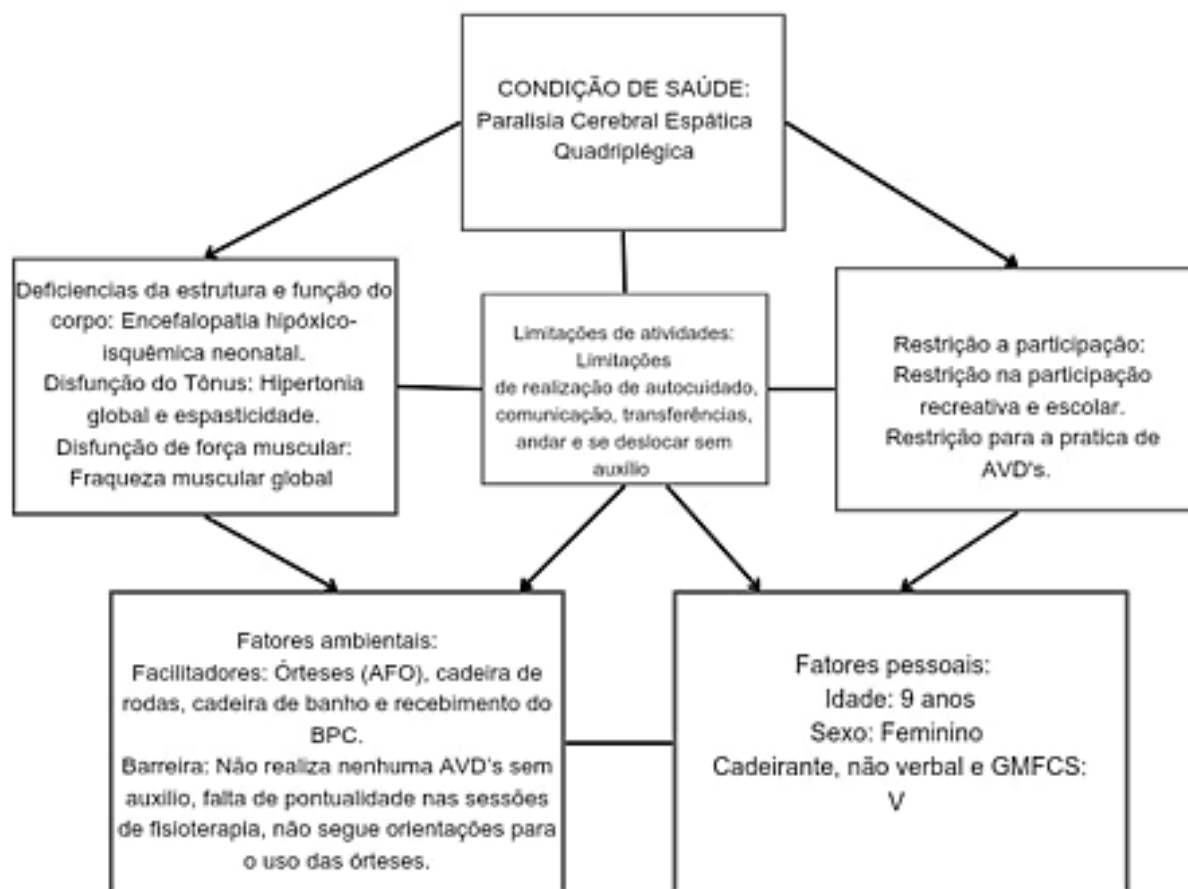 CONDIÇÃO DE SAÚDE:
Paralisia Cerebral Espática
Quadriplégica
Deficiencias da estrutura e função do
corpo: Encefalopatia hipóxico-
isquêmica neonatal.
Disfunção do Tônus: Hipertonia
global e espasticidade.
Disfunção de força muscular:
Fraqueza muscular global
Limitações de atividades:
Limitações
de realização de autocuidado,
comunicação, transferências,
andar e se deslocar sem
auxílio
Restrição a participação:
Restrição na participação
recreativa e escolar.
Restrição para a pratica de
AVD's.
Fatores ambientais:
Facilitadores: Órteses (AFO), cadeira de
rodas, cadeira de banho e recebimento do
BPC.
Barreira: Não realiza nenhuma AVD's sem
auxilio, falta de pontualidade nas sessões
de fisioterapia, não segue orientações para
o uso das órteses.
Fatores pessoais:
Idade: 9 anos
Sexo: Feminino
Cadeirante, não verbal e GMFCS:
V